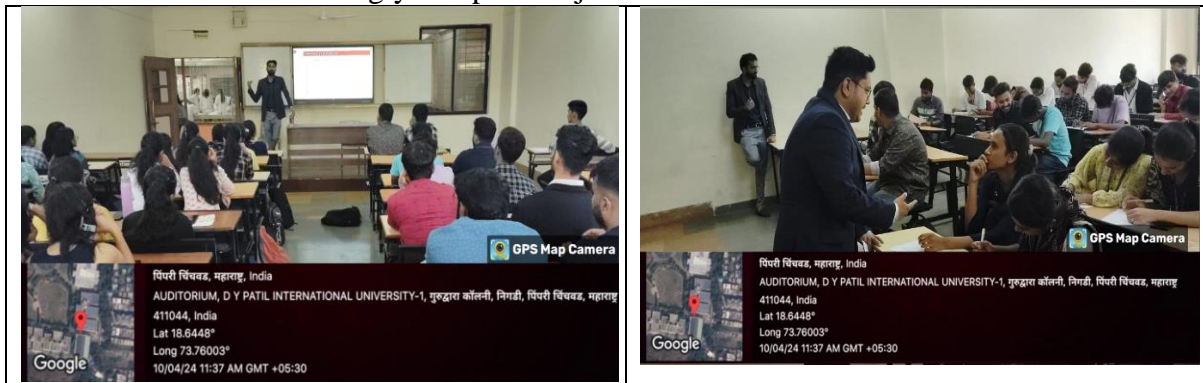 GPS Map Camera
पिंपरी चिंचवड, महाराष्ट्र, India
AUDITORIUM, D Y PATIL INTERNATIONAL UNIVERSITY-1, गुरुद्वारा कॉलनी, निगडी, पिंपरी चिंचवड, महाराष्ट्र
411044, India
Lat 18.6448°
Long 73.76003°
10/04/24 11:37 AM GMT +05:30
Google
GPS Map Camera
पिंपरी चिंचवड, महाराष्ट्र, India
AUDITORIUM, D Y PATIL INTERNATIONAL UNIVERSITY-1, गुरुद्वारा कॉलनी, निगडी, पिंपरी चिंचवड, महाराष्ट्र
411044, India
Lat 18.6448°
Long 73.76003°
10/04/24 11:37 AM GMT +05:30
Google